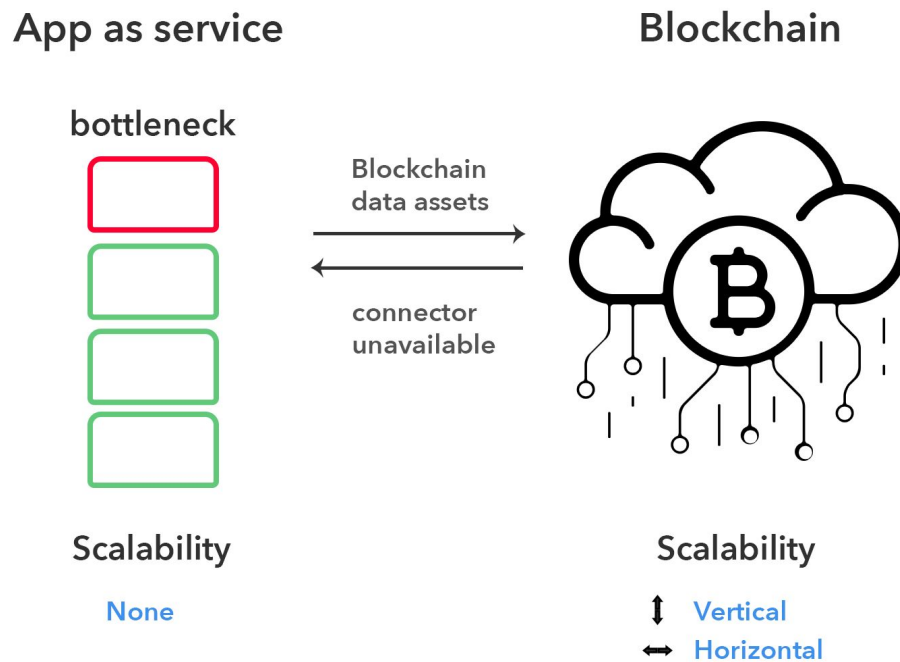 App as service
Blockchain
bottleneck
Blockchain
data assets
connector
unavailable
Scalability
None
Scalability
Vertical
Horizontal